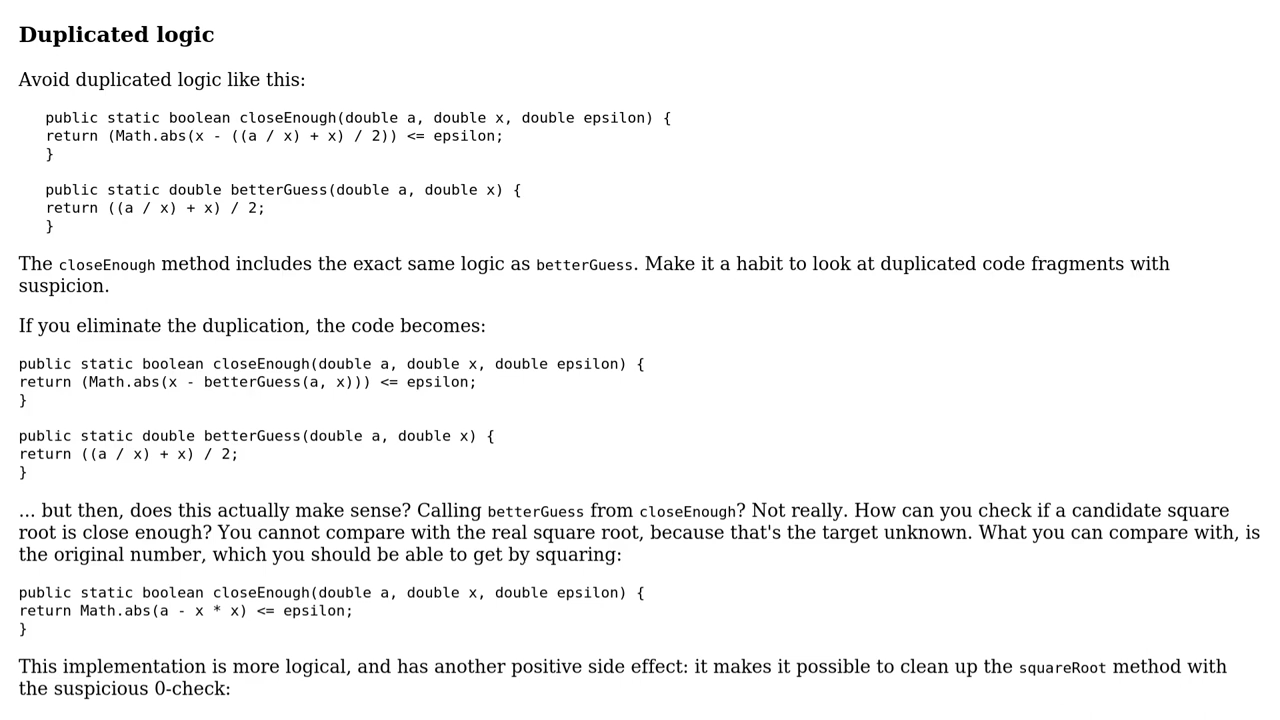 Duplicated logic
Avoid duplicated logic like this:
public static boolean closeEnough(double a, double x, double epsilon) {
return (Math.abs(x - ((a / x) + x) / 2)) <= epsilon;
}
public static double betterGuess(double a, double x) {
return ((a / x) + x) / 2;
}
The closeEnough method includes the exact same logic as betterGuess. Make it a habit to look at duplicated code fragments with
suspicion.
If you eliminate the duplication, the code becomes:
public static boolean closeEnough(double a, double x, double epsilon) {
return (Math.abs(x - betterGuess(a, x))) <= epsilon;
}
public static double betterGuess(double a, double x) {
return ((a / x) + x) / 2;
}
... but then, does this actually make sense? Calling betterGuess from closeEnough? Not really. How can you check if a candidate square
root is close enough? You cannot compare with the real square root, because that's the target unknown. What you can compare with, is
the original number, which you should be able to get by squaring:
public static boolean closeEnough(double a, double x, double epsilon) {
return Math.abs(a - x * x) <= epsilon;
}
This implementation is more logical, and has another positive side effect: it makes it possible to clean up the squareRoot method with
the suspicious 0-check: